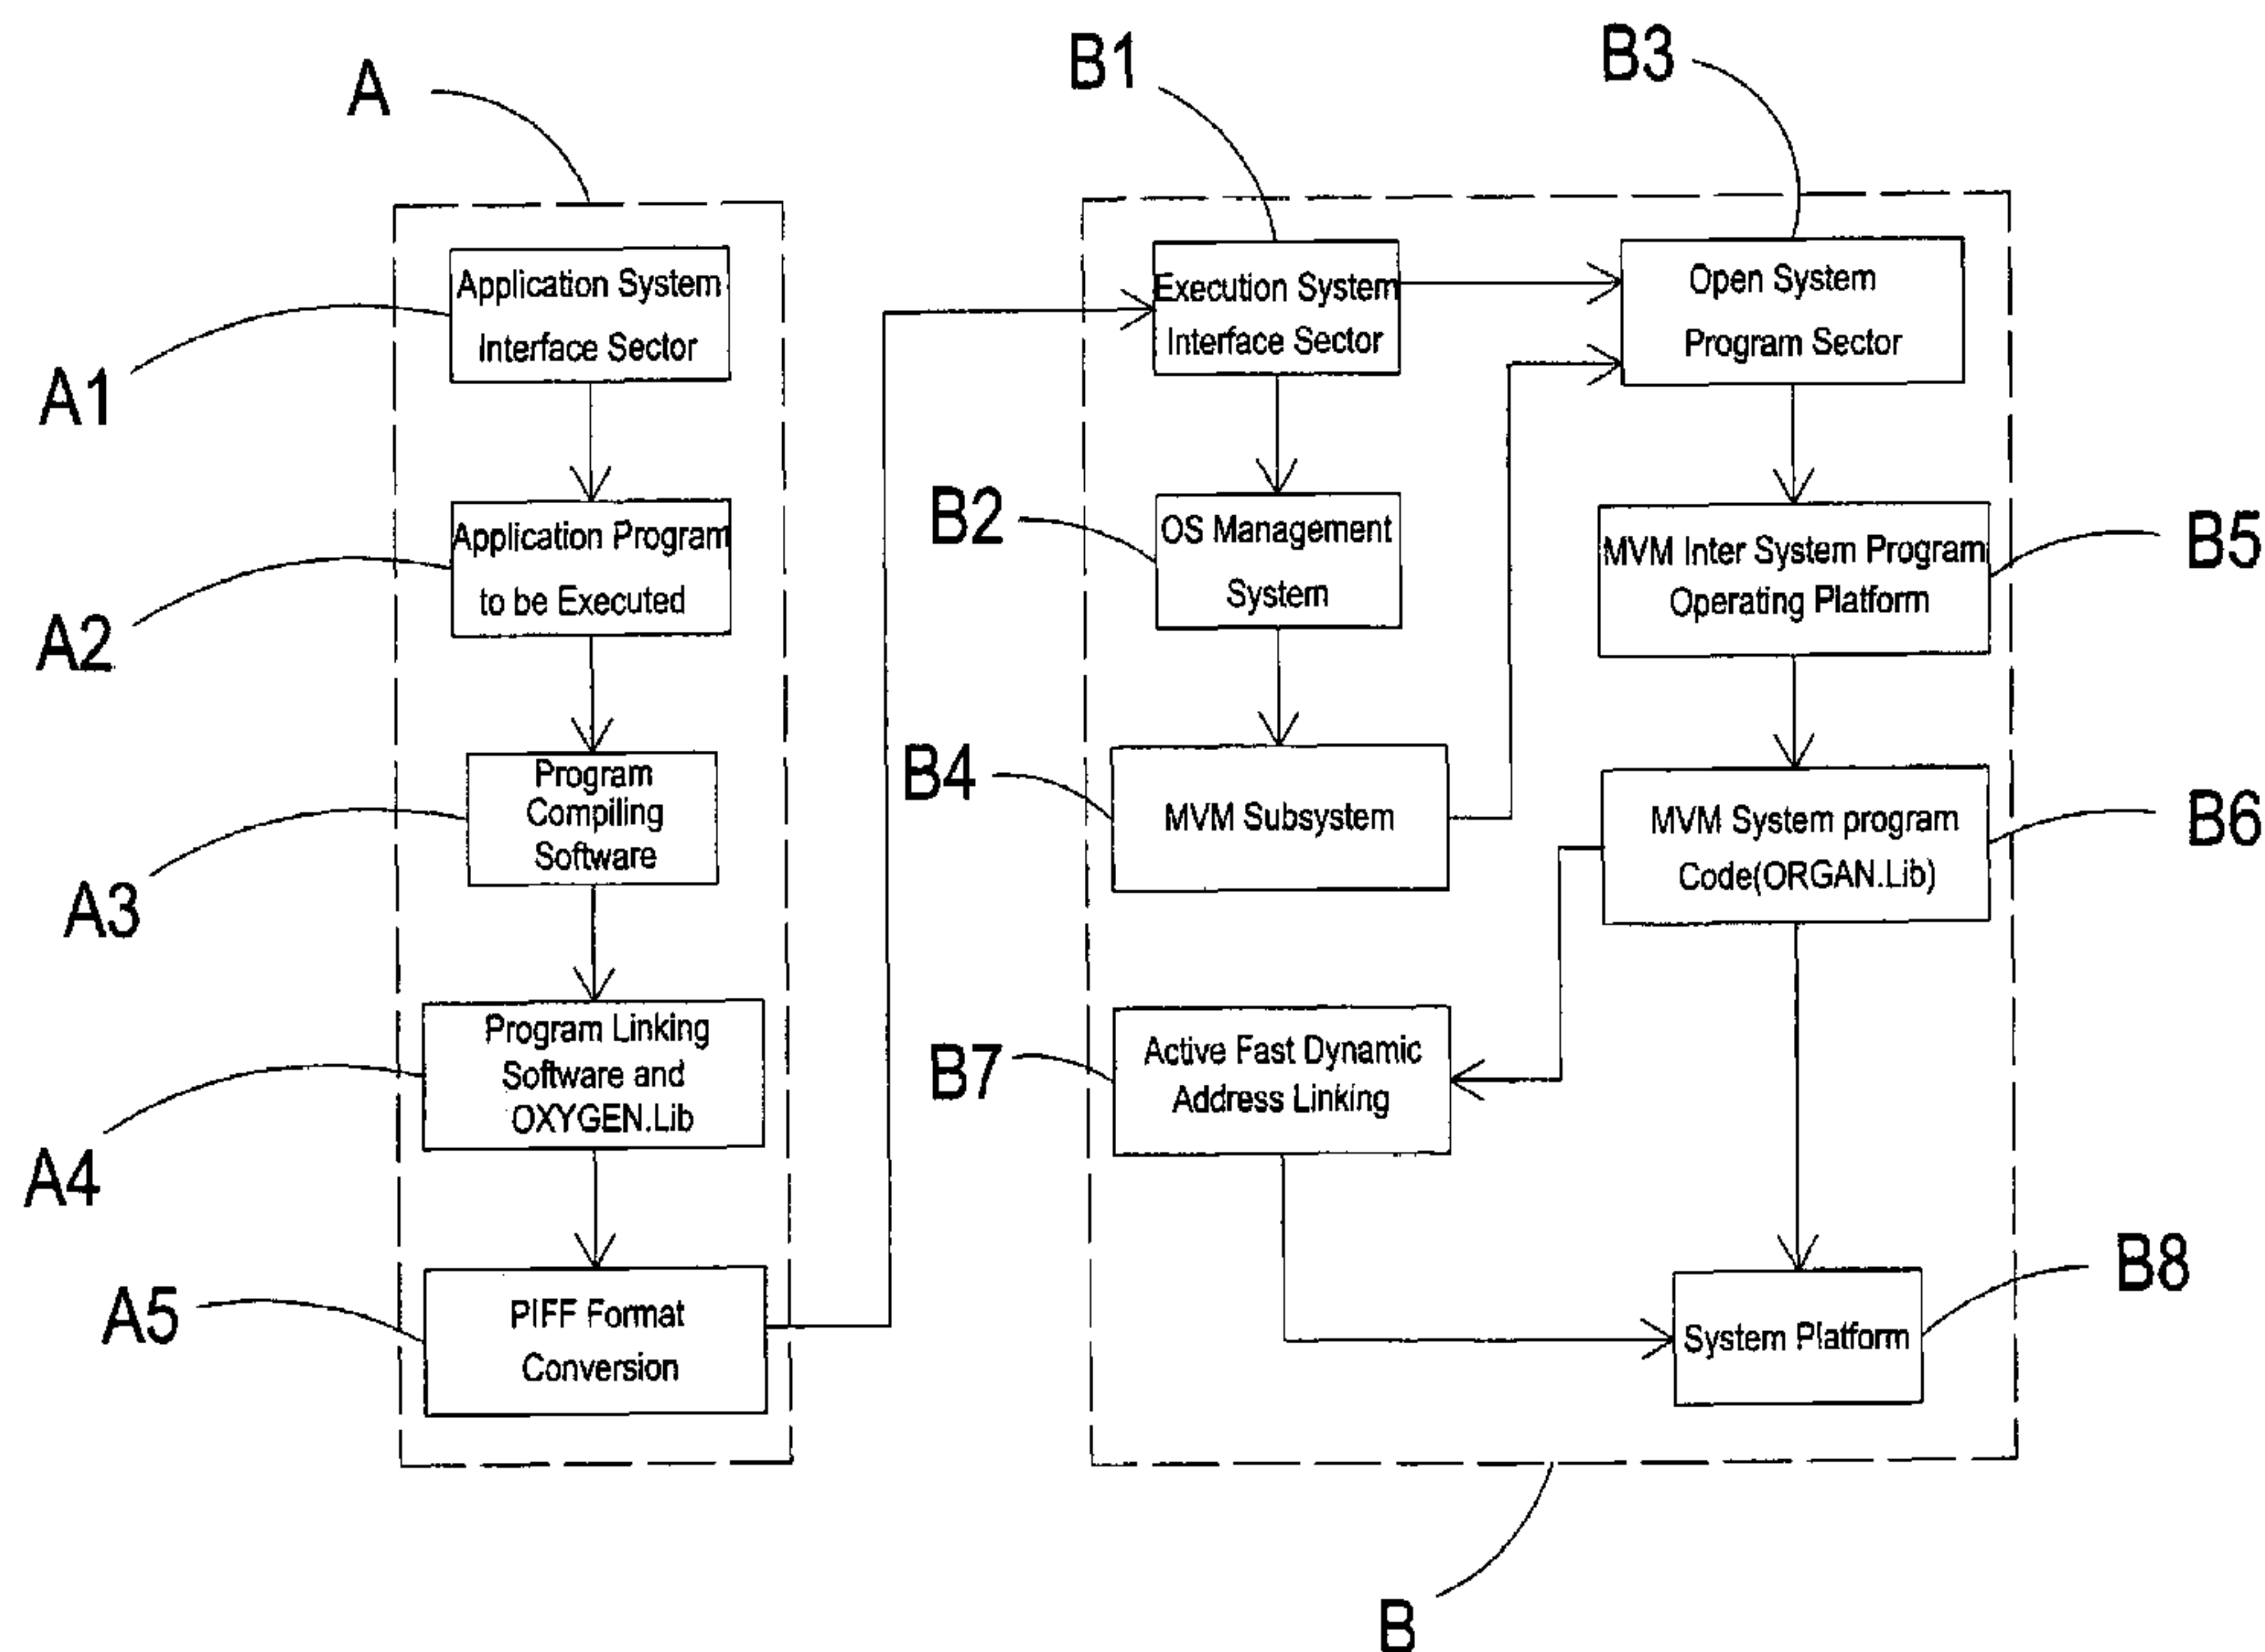 A
B1
B3
Application System
Interface Sector
A1
Application Program
to be Executed
A2
Program
Compiling
Software
A3
Program Linking
Software and
OXYGEN.Lib
A4
PIFF Format
Conversion
A5
Execution System
Interface Sector
Open System
Program Sector
B2
OS Management
System
MVM Inter System Program
Operating Platform
B5
B4
MVM Subsystem
MVM System program
Code(ORGAN.Lib)
B6
B7
Active Fast Dynamic
Address Linking
System Platform
B8
B